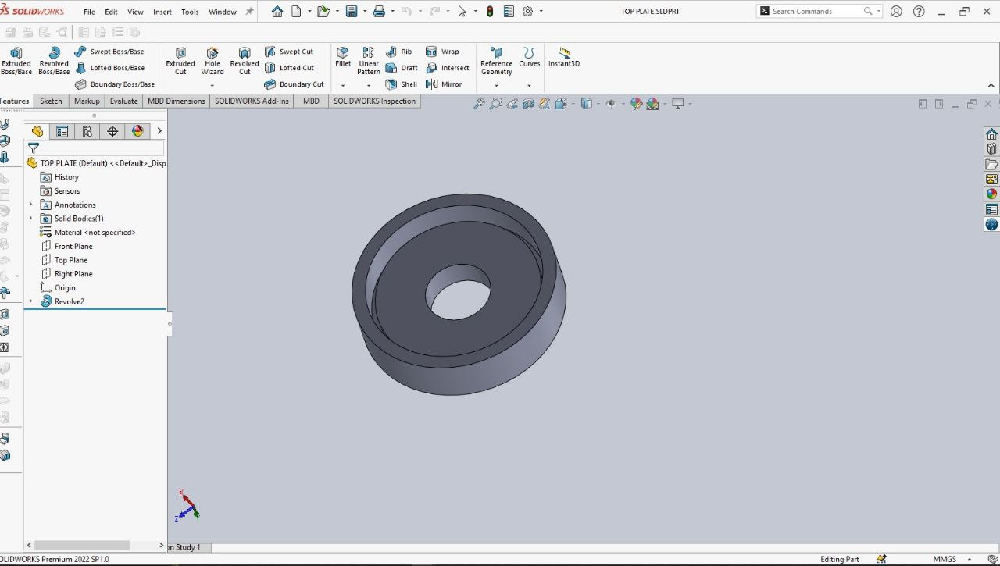 SOLIDWORKS File Edit View Insert Tools Window TOP PLATE.SLDPRT Search Commands
Extruded Boss/Base
Revolved Boss/Base
Swept Boss/Base
Lofted Boss/Base
Boundary Boss/Base
Extruded Cut
Hole Wizard
Revolved Cut
Swept Cut
Lofted Cut
Boundary Cut
Fillet
Linear Pattern
Rib
Draft
Shell
Wrap
Intersect
Mirror
Reference Geometry
Curves
Instant3D
Features Sketch Markup Evaluate MBD Dimensions SOLIDWORKS Add-Ins MBD SOLIDWORKS Inspection
TOP PLATE (Default) <<Default>_Disp
History
Sensors
Annotations
Solid Bodies(1)
Material <not specified>
Front Plane
Top Plane
Right Plane
Origin
Revolve2
X
Z
Y
on Study 1
OLIDWORKS Premium 2022 SP1.0 Editing Part MMGS